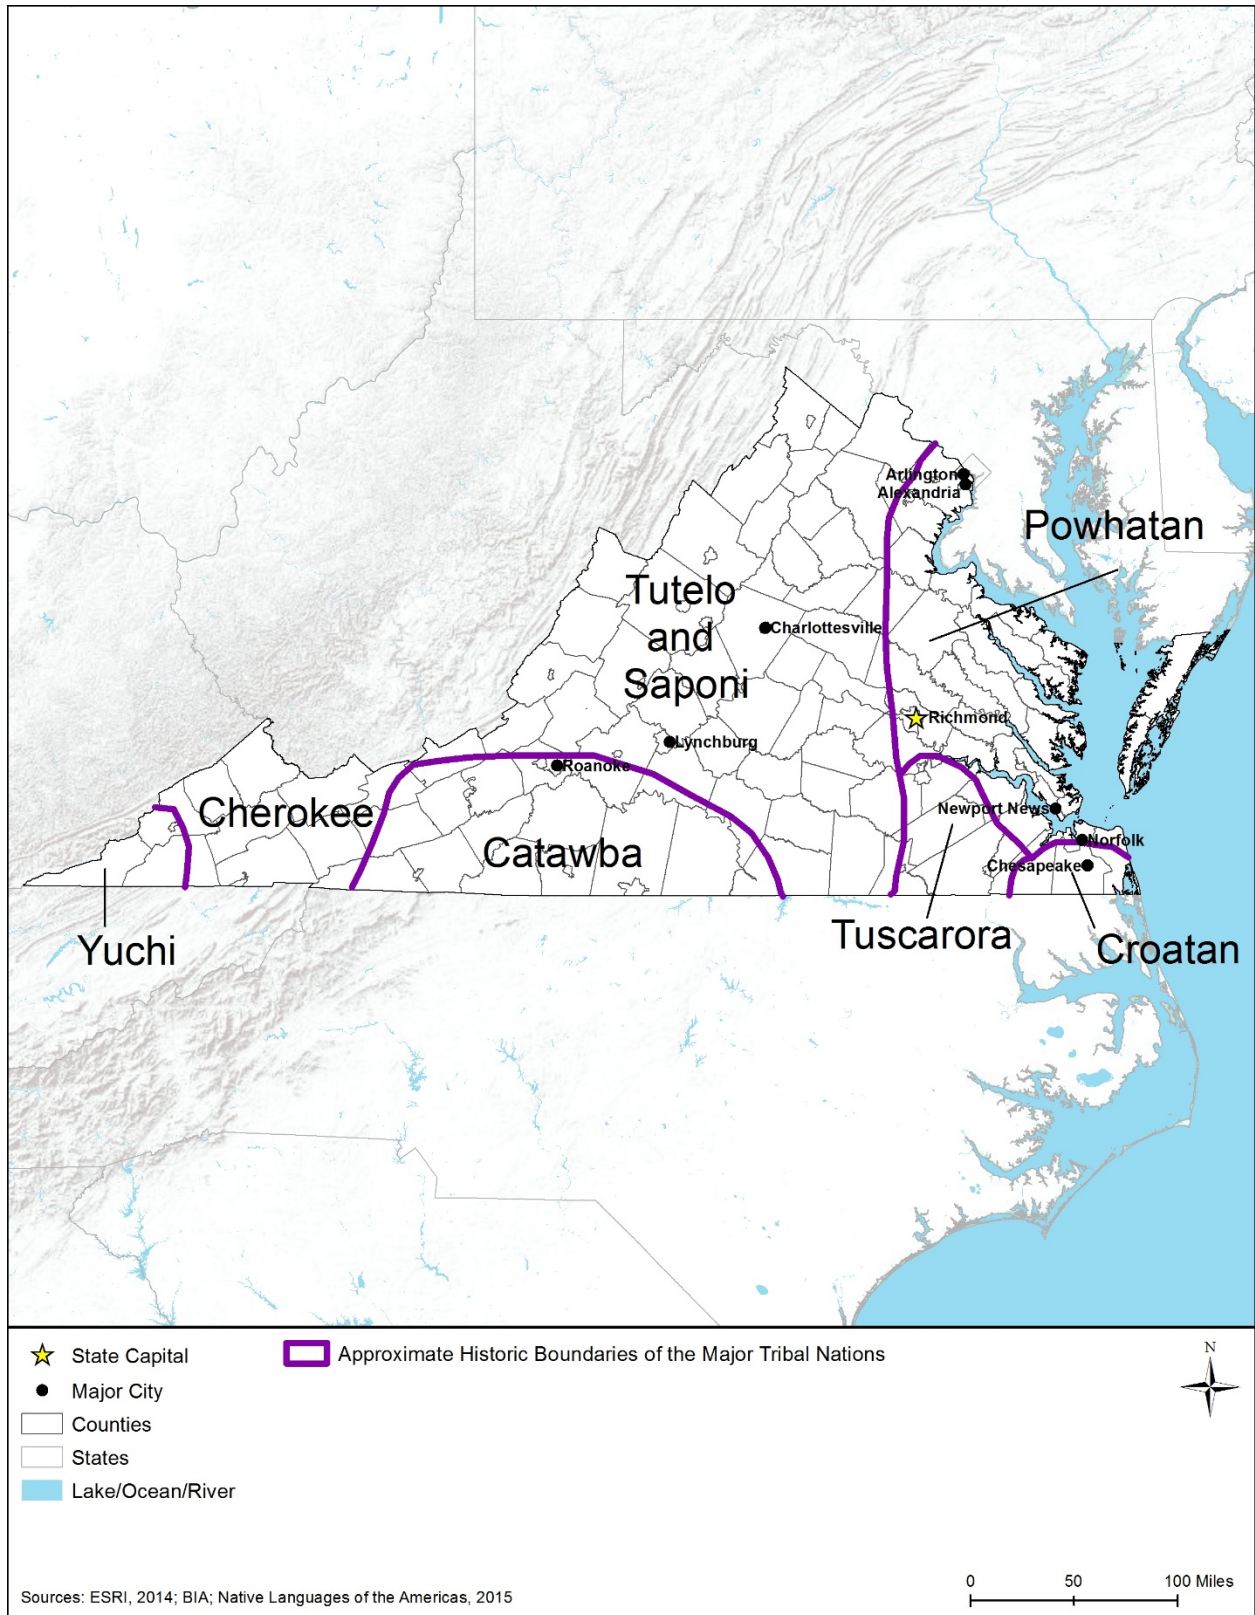 Arlington
Alexandria
Powhatan
Tutelo
and
Saponi
Charlottesville
Richmond
Lynchburg
Roanoke
Cherokee
Newport News
Catawba
Norfolk
Chesapeake
Yuchi
Tuscarora
Croatan
State Capital
Approximate Historic Boundaries of the Major Tribal Nations
N
Major City
Counties
States
Lake/Ocean/River
Sources: ESRI, 2014; BIA; Native Languages of the Americas, 2015
0 50 100 Miles